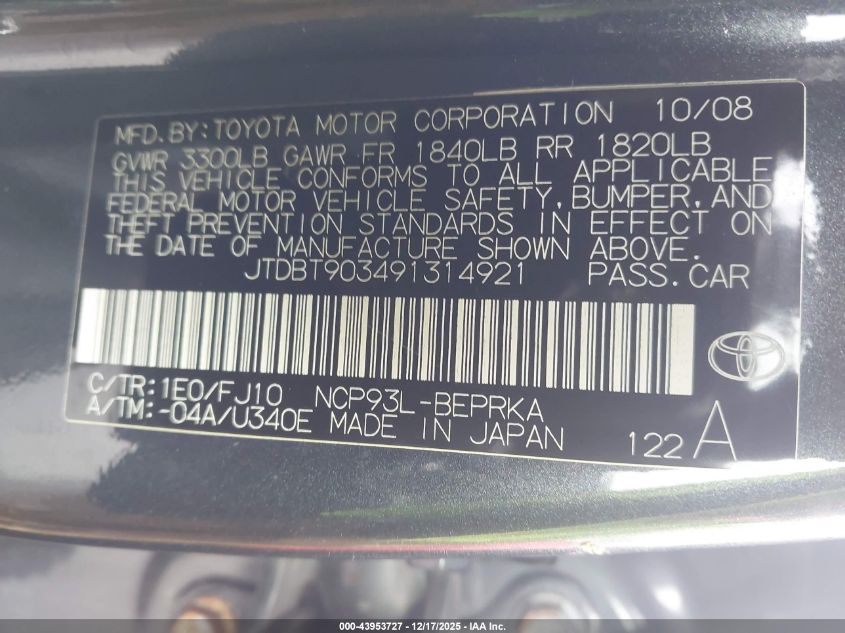 MFD.BY:TOYOTA MOTOR CORPORATION 10/08
GVWR 3300LB GAWR FR 1840LB RR 1820LB
THIS VEHICLE CONFORMS TO ALL APPLICABLE
FEDERAL MOTOR VEHICLE SAFETY,BUMPER,AND
THEFT PREVENTION STANDARDS IN EFFECT ON
THE DATE OF MANUFACTURE SHOWN ABOVE.
JTDBT903491314921 PASS.CAR
C/TR:1E0/FJ10 NCP93L-BEPRKA
A/TM:-04A/U340E MADE IN JAPAN 122 A
000-43953727 - 12/17/2025 - IAA Inc.